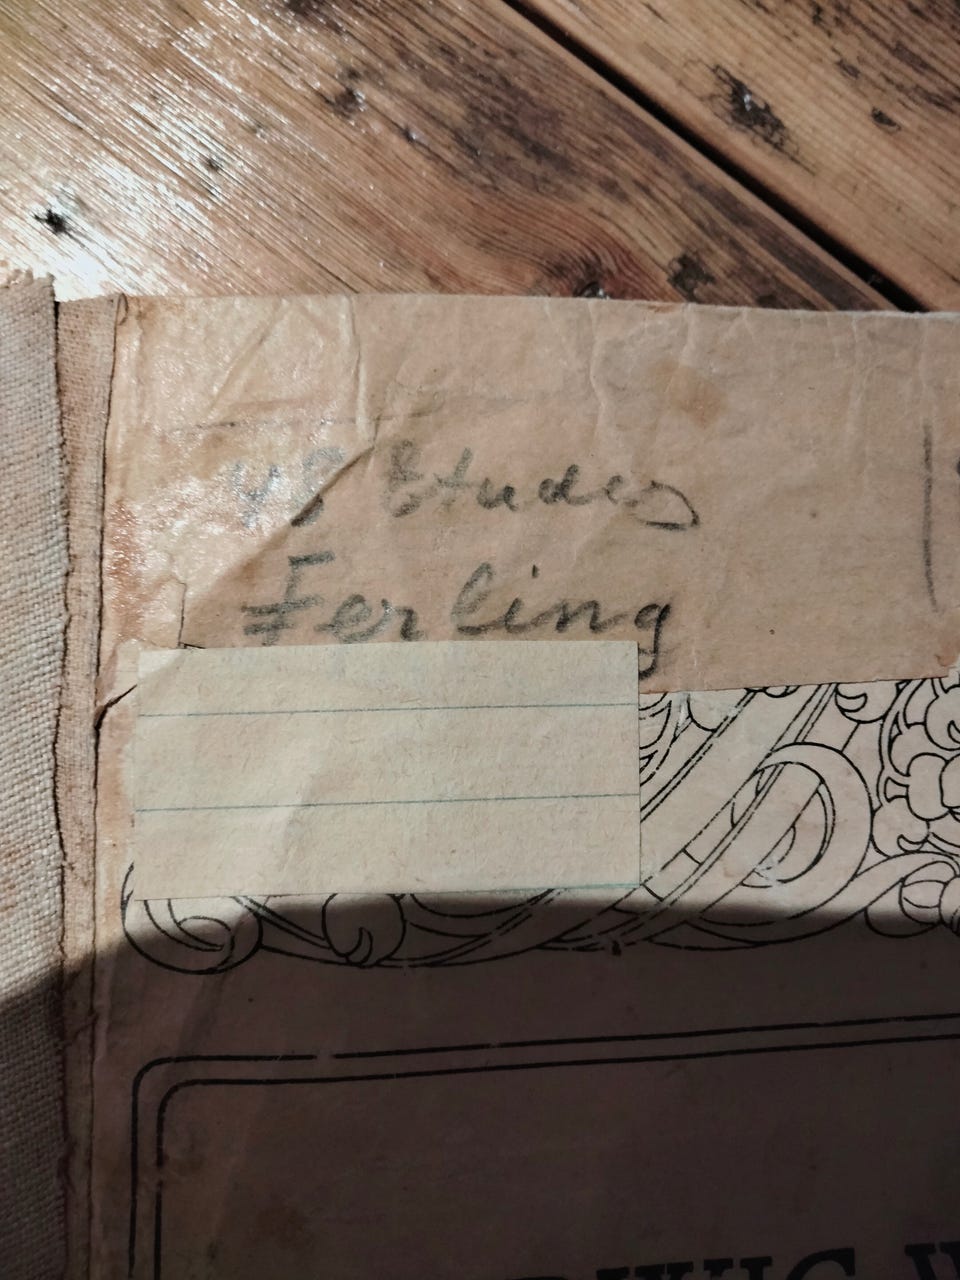 48 Etudes
Ferling